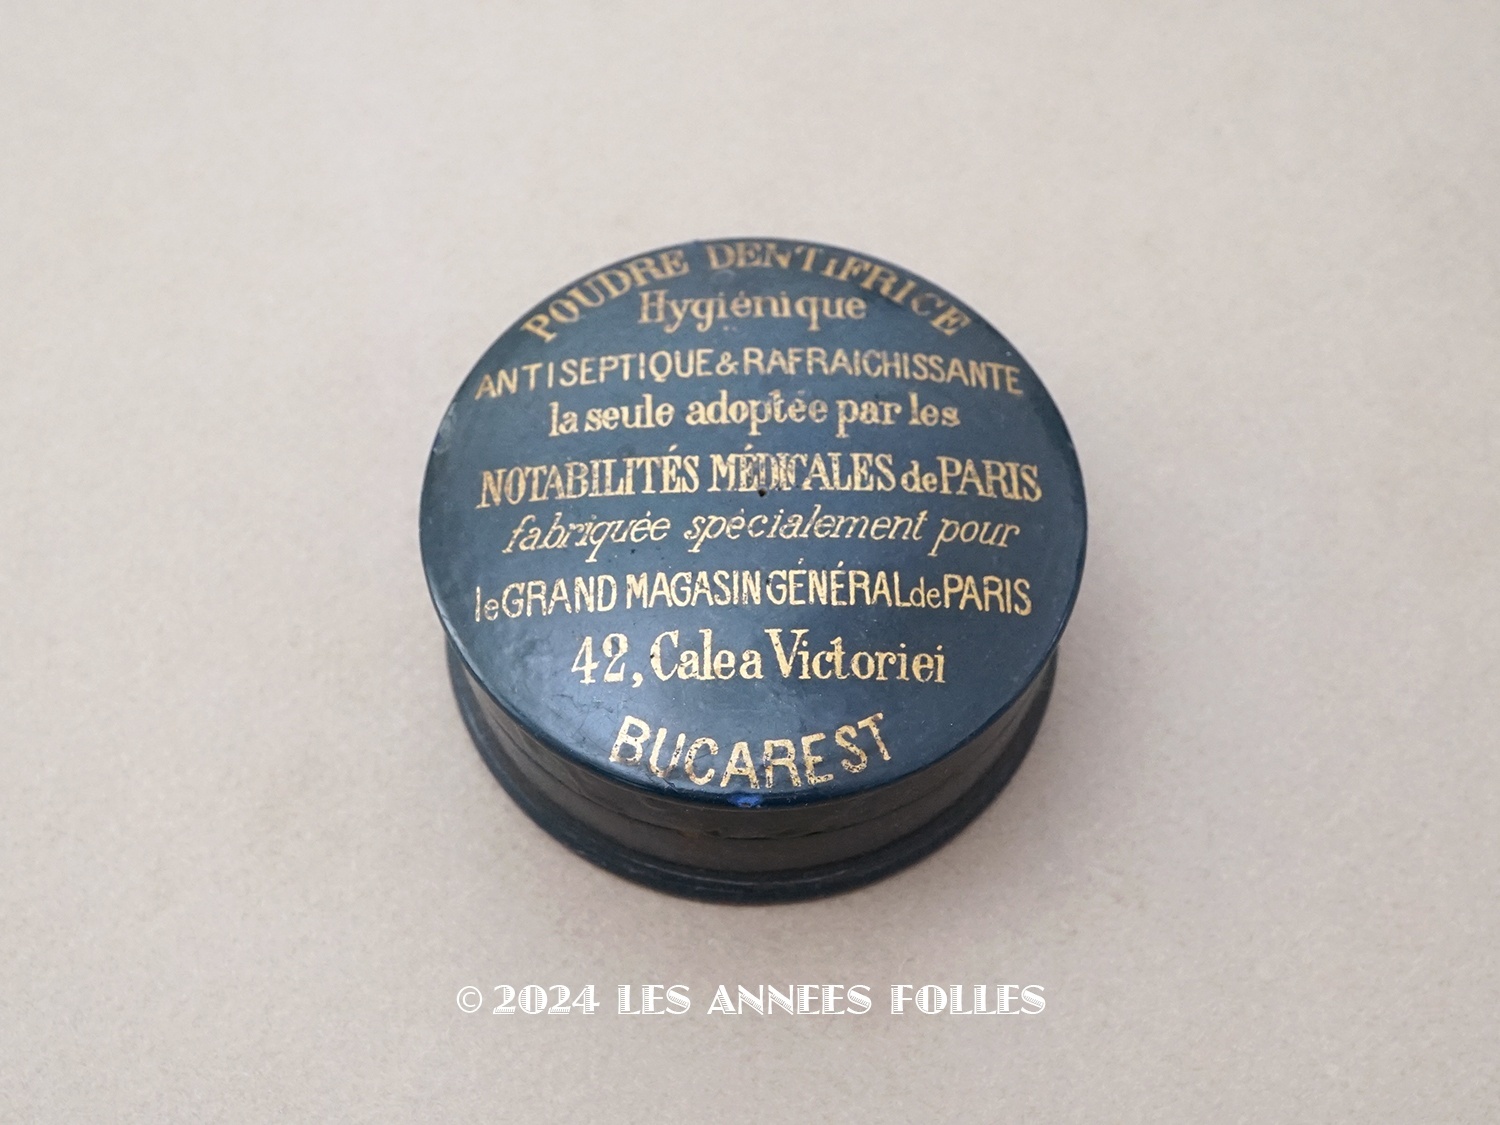 POUDRE DENTIFRICE
Hygiénique
ANTISEPTIQUE & RAFRAICHISSANTE
la seule adoptée par les
NOTABILITÉS MÉDICALES de PARIS
fabriquée spécialement pour
le GRAND MAGASIN GÉNÉRAL de PARIS
42, Calea Victoriei
BUCAREST
© 2024 LES ANNEES FOLLES